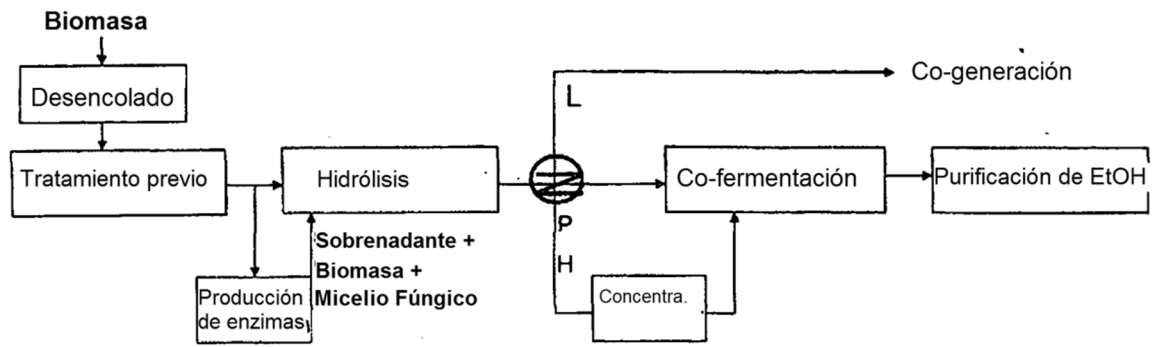 Biomasa
Desencolado
Tratamiento previo
Hidrólisis
L
Co-generación
Co-fermentación
Purificación de EtOH
P
H
Sobrenadante +
Biomasa +
Micelio Fúngico
Producción
de enzimas
Concentra.